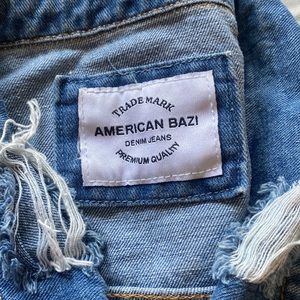 TRADE MARK
AMERICAN BAZI
DENIM JEANS
PREMIUM QUALITY